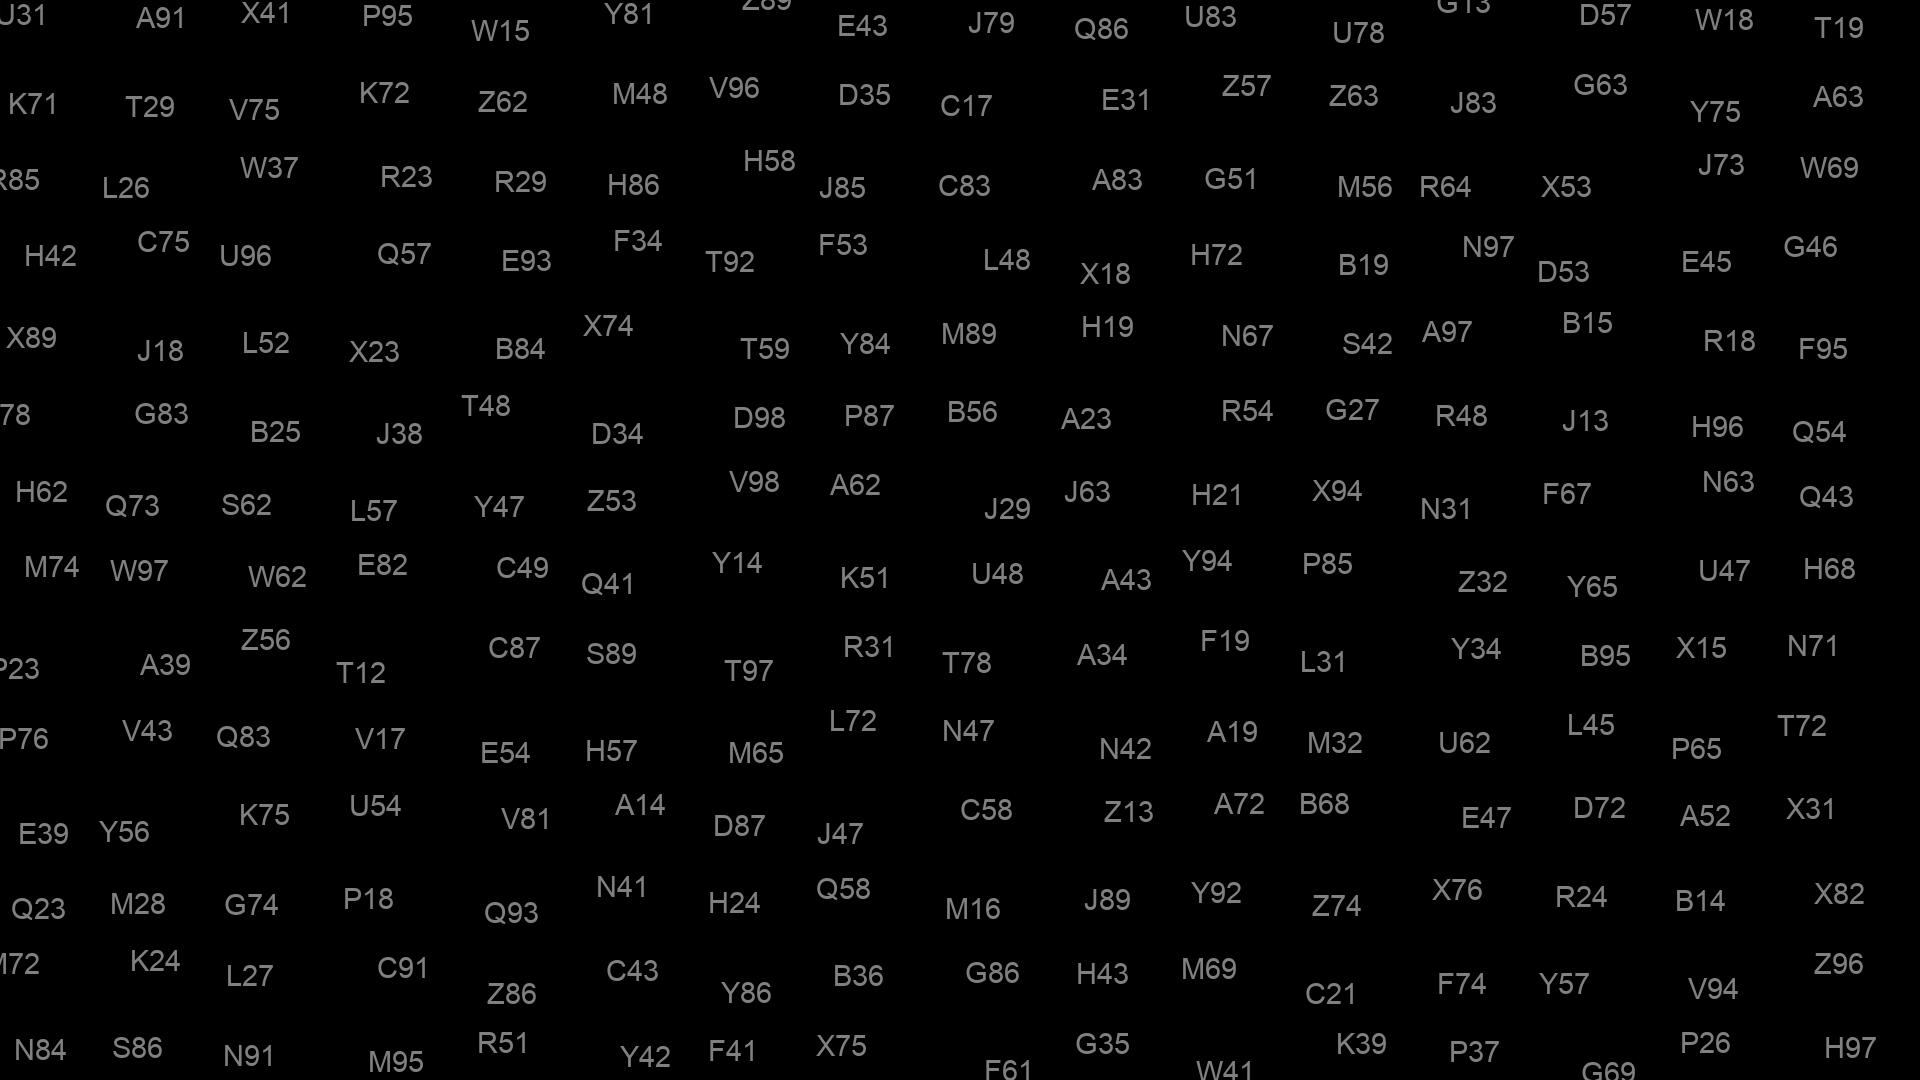 U31 A91 X41 P95 W15 Y81 Z89 E43 J79 Q86 U83 U78 G13 D57 W18 T19
K71 T29 V75 K72 Z62 M48 V96 D35 C17 E31 Z57 Z63 J83 G63 Y75 A63
R85 L26 W37 R23 R29 H86 H58 J85 C83 A83 G51 M56 R64 X53 J73 W69
H42 C75 U96 Q57 E93 F34 T92 F53 L48 X18 H72 B19 N97 D53 E45 G46
X89 J18 L52 X23 B84 X74 T59 Y84 M89 H19 N67 S42 A97 B15 R18 F95
78 G83 B25 J38 T48 D34 D98 P87 B56 A23 R54 G27 R48 J13 H96 Q54
H62 Q73 S62 L57 Y47 Z53 V98 A62 J29 J63 H21 X94 N31 F67 N63 Q43
M74 W97 W62 E82 C49 Q41 Y14 K51 U48 A43 Y94 P85 Z32 Y65 U47 H68
P23 A39 Z56 T12 C87 S89 T97 R31 T78 A34 F19 L31 Y34 B95 X15 N71
P76 V43 Q83 V17 E54 H57 M65 L72 N47 N42 A19 M32 U62 L45 P65 T72
E39 Y56 K75 U54 V81 A14 D87 J47 C58 Z13 A72 B68 E47 D72 A52 X31
Q23 M28 G74 P18 Q93 N41 H24 Q58 M16 J89 Y92 Z74 X76 R24 B14 X82
M72 K24 L27 C91 Z86 C43 Y86 B36 G86 H43 M69 C21 F74 Y57 V94 Z96
N84 S86 N91 M95 R51 Y42 F41 X75 F61 G35 W41 K39 P37 G69 P26 H97